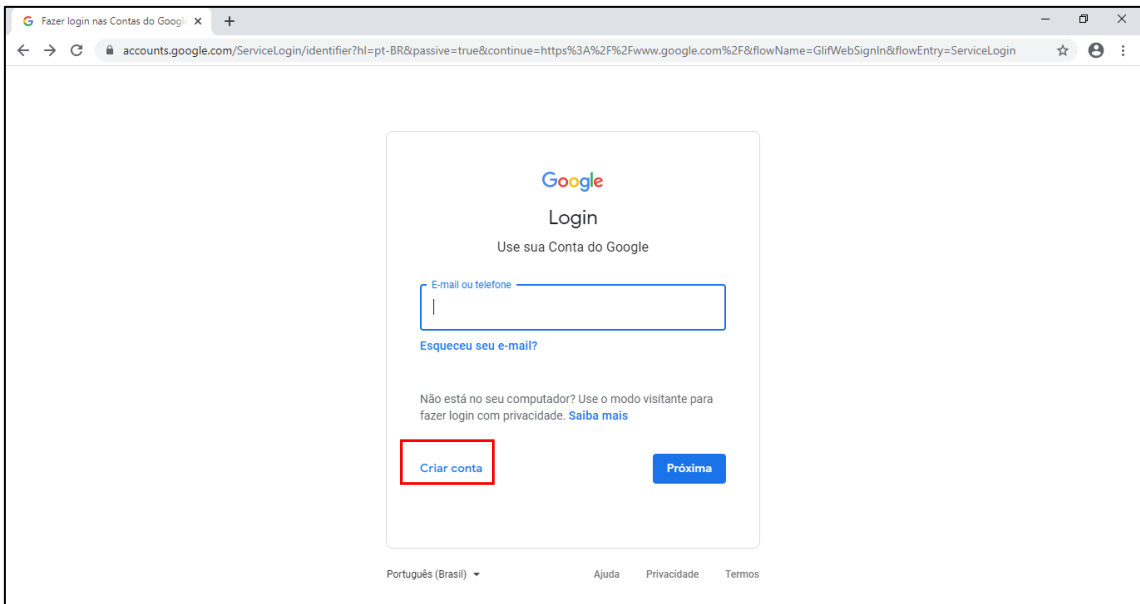 Fazer login nas Contas do Googl
accounts.google.com/ServiceLogin/identifier?hl=pt-BR&passive=true&continue=https%3A%2F%2Fwww.google.com%2F&flowName=GlifWebSignIn&flowEntry=ServiceLogin
Google
Login
Use sua Conta do Google
E-mail ou telefone
Esqueceu seu e-mail?
Não está no seu computador? Use o modo visitante para
fazer login com privacidade. Saiba mais
Criar conta Próxima
Português (Brasil) Ajuda Privacidade Termos